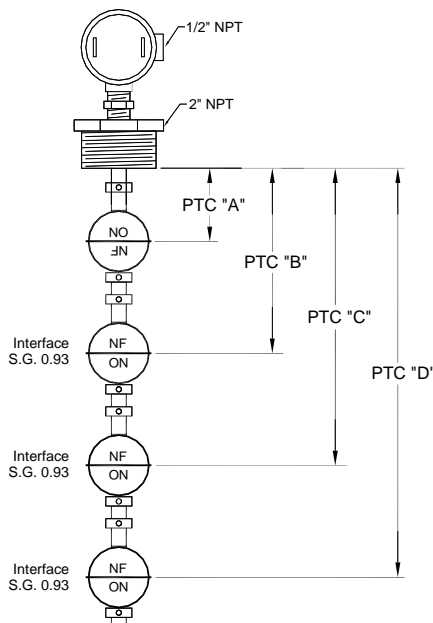 1/2" NPT
2" NPT
PTC "A"
ON
NF
PTC "B"
Interface
S.G. 0.93
NF
ON
PTC "C"
PTC "D'
Interface
S.G. 0.93
NF
ON
Interface
S.G. 0.93
NF
ON